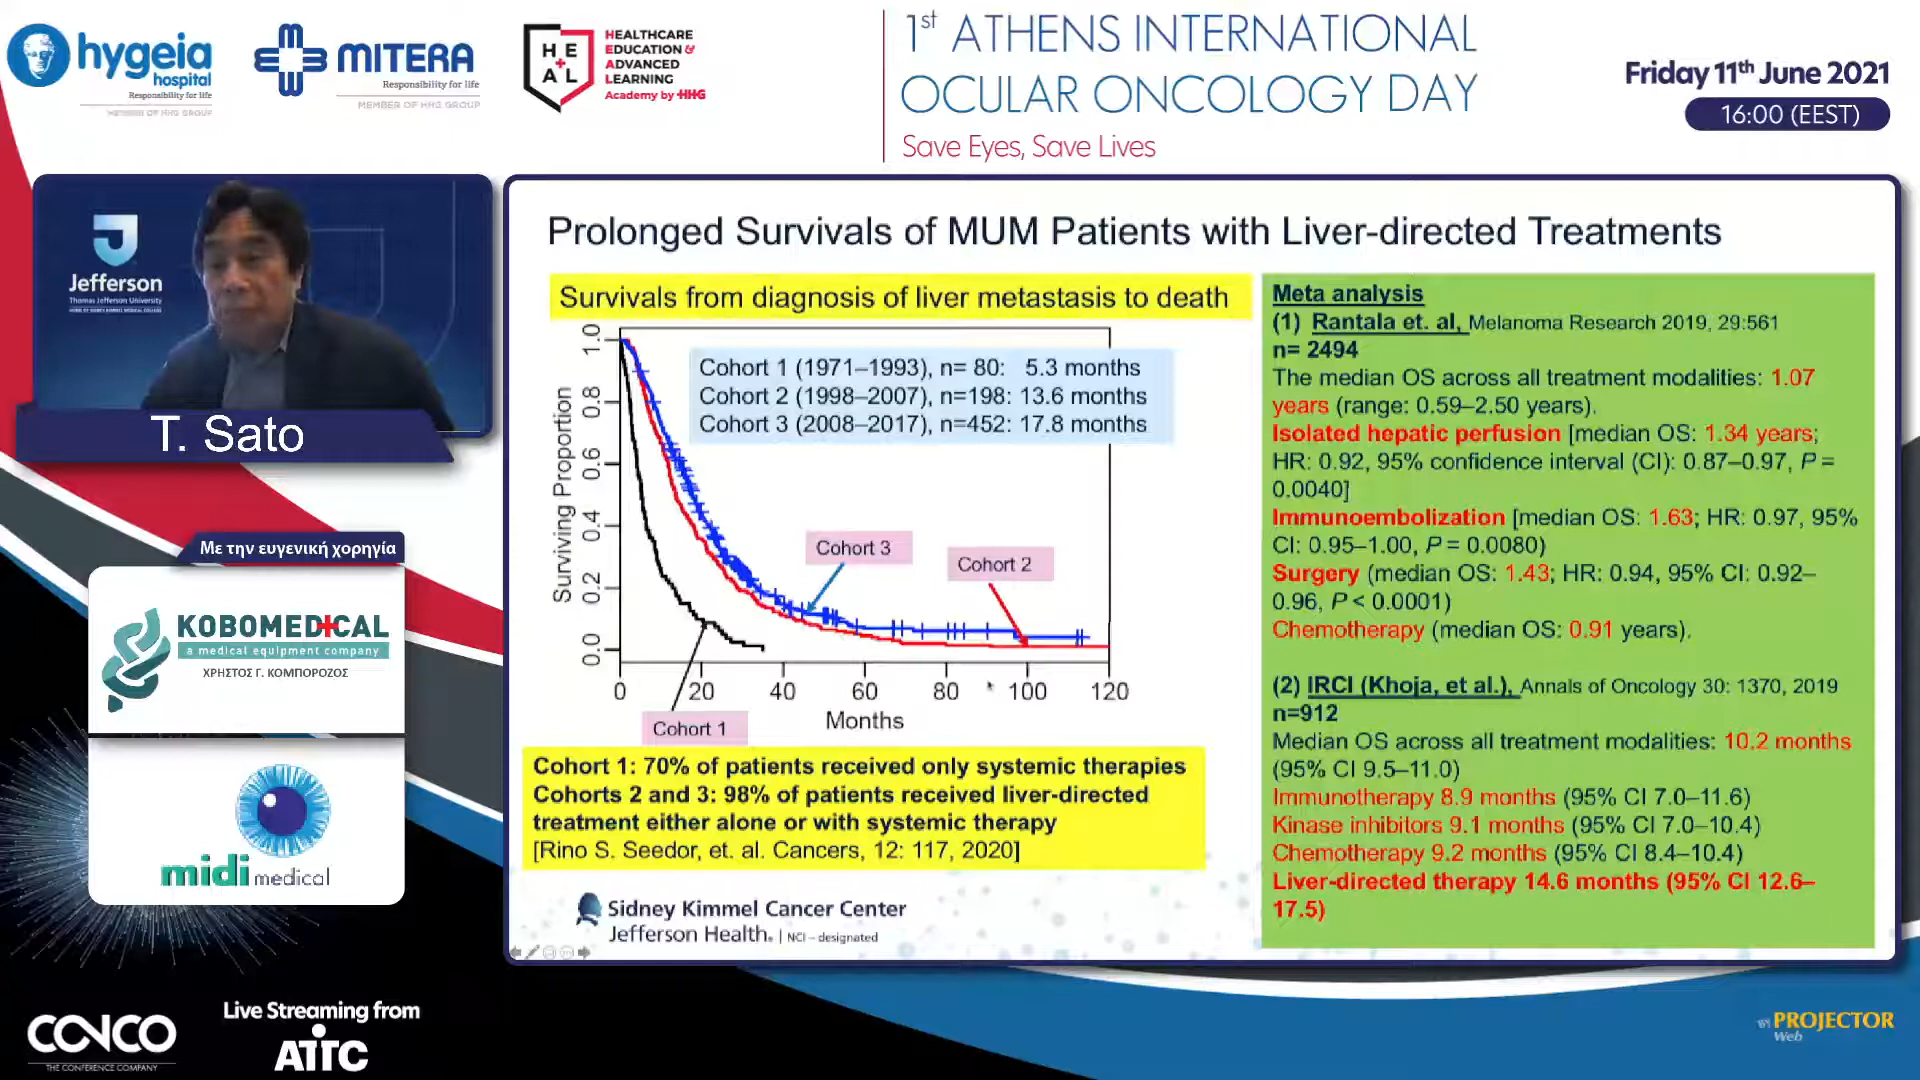 hygeia
hospital
Responsibility for life
MEMBER OF HHG GROUP
MITERA
Responsibility for life
MEMBER OF HHG GROUP
HE
AL
HEALTHCARE
EDUCATION &
ADVANCED
LEARNING
Academy by HHG
1st ATHENS INTERNATIONAL
OCULAR ONCOLOGY DAY
Save Eyes, Save Lives
Friday 11th June 2021
16:00 (EEST)
Jefferson
Thomas Jefferson University
HOME OF SIDNEY KIMMEL MEDICAL COLLEGE
T. Sato
Με την ευγενική χορηγία
KOBOMEDICAL
a medical equipment company
ΧΡΗΣΤΟΣ Γ. ΚΟΜΠΟΡΟΖΟΣ
midi medical
CONCO
THE CONFERENCE COMPANY
Live Streaming from
AITC
Prolonged Survivals of MUM Patients with Liver-directed Treatments
Survivals from diagnosis of liver metastasis to death
Cohort 1 (1971–1993), n= 80: 5.3 months
Cohort 2 (1998–2007), n=198: 13.6 months
Cohort 3 (2008–2017), n=452: 17.8 months
Surviving Proportion
1.0
0.8
0.6
0.4
0.2
0.0
Cohort 3
Cohort 2
0 20 40 60 80 100 120
Months
Cohort 1
Cohort 1: 70% of patients received only systemic therapies
Cohorts 2 and 3: 98% of patients received liver-directed
treatment either alone or with systemic therapy
[Rino S. Seedor, et. al. Cancers, 12: 117, 2020]
Sidney Kimmel Cancer Center
Jefferson Health. | NCI – designated
Meta analysis
(1) Rantala et. al, Melanoma Research 2019, 29:561
n= 2494
The median OS across all treatment modalities: 1.07
years (range: 0.59–2.50 years).
Isolated hepatic perfusion [median OS: 1.34 years;
HR: 0.92, 95% confidence interval (CI): 0.87–0.97, P =
0.0040]
Immunoembolization [median OS: 1.63; HR: 0.97, 95%
CI: 0.95–1.00, P = 0.0080)
Surgery (median OS: 1.43; HR: 0.94, 95% CI: 0.92–
0.96, P < 0.0001)
Chemotherapy (median OS: 0.91 years).
(2) IRCI (Khoja, et al.), Annals of Oncology 30: 1370, 2019
n=912
Median OS across all treatment modalities: 10.2 months
(95% CI 9.5–11.0)
Immunotherapy 8.9 months (95% CI 7.0–11.6)
Kinase inhibitors 9.1 months (95% CI 7.0–10.4)
Chemotherapy 9.2 months (95% CI 8.4–10.4)
Liver-directed therapy 14.6 months (95% CI 12.6–
17.5)
PROJECTOR
Web